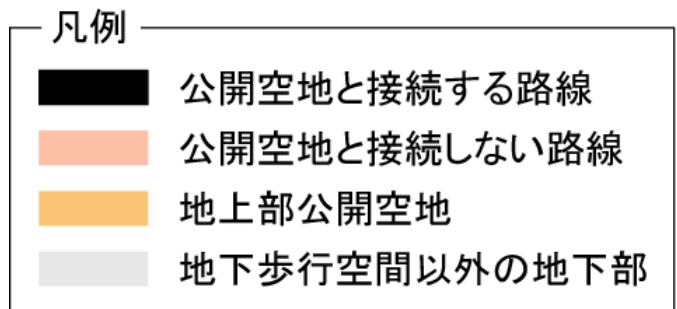 凡例
公開空地と接続する路線
公開空地と接続しない路線
地上部公開空地
地下歩行空間以外の地下部